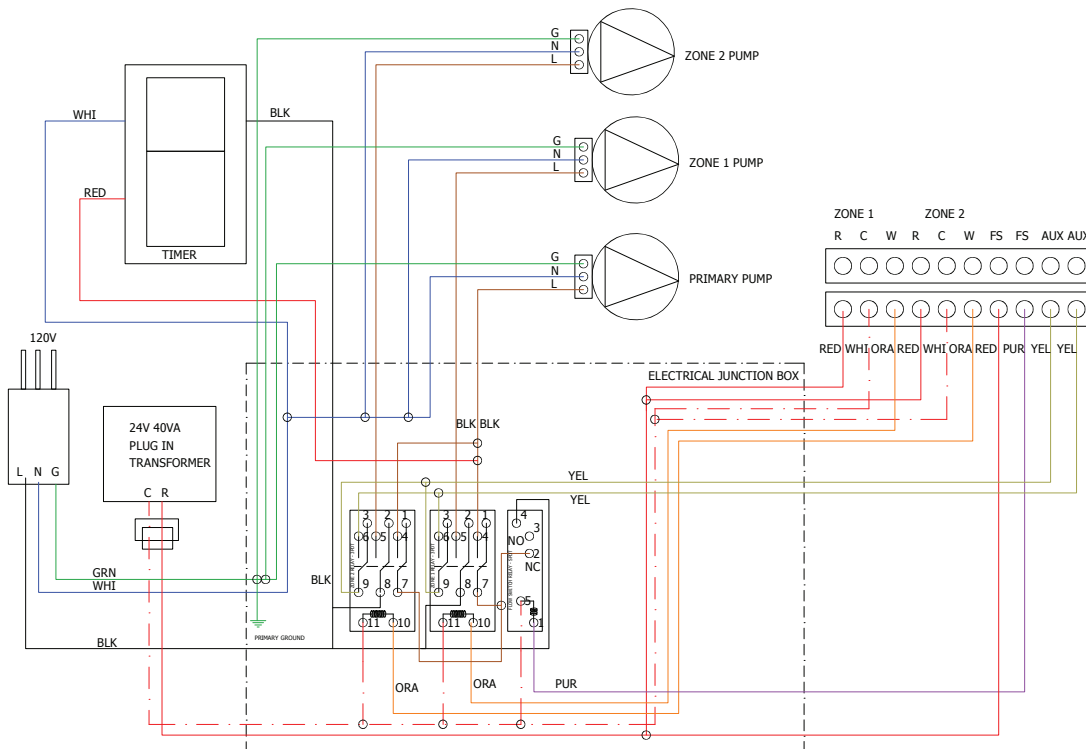 G
N
L
ZONE 2 PUMP
WHI
BLK
G
N
L
ZONE 1 PUMP
RED
TIMER
ZONE 1 ZONE 2
R C W R C W FS FS AUX AUX
G
N
L
PRIMARY PUMP
120V
RED WHI ORA RED WHI ORA RED PUR YEL YEL
ELECTRICAL JUNCTION BOX
24V 40VA
PLUG IN
TRANSFORMER
BLK BLK
L N G
C R
YEL
YEL
3 2 1
6 5 4
9 8 7
11 10
3 2 1
6 5 4
9 8 7
11 10
4
3
NO
2
NC
5
1
GRN
WHI
BLK
PRIMARY GROUND
BLK
ORA
ORA
PUR